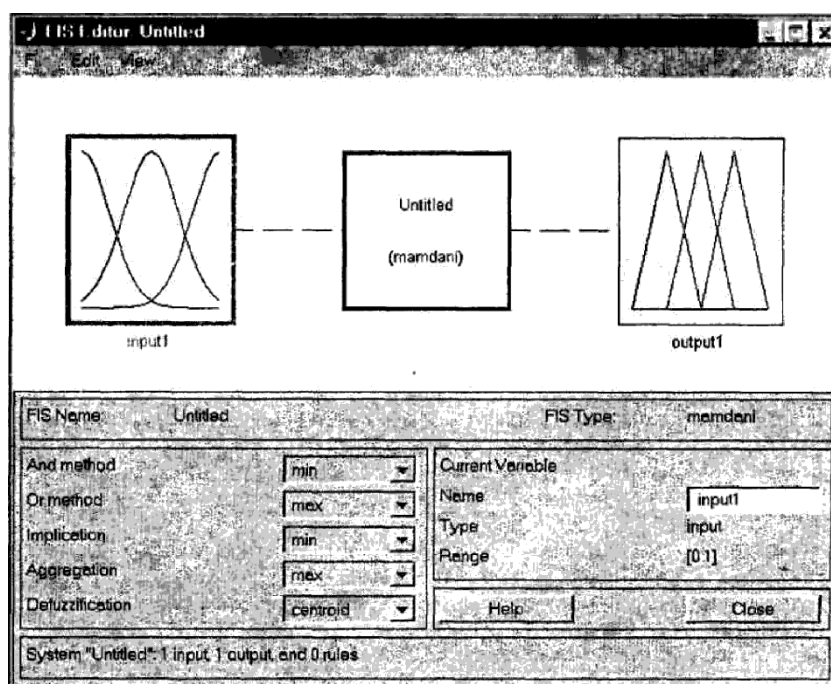 FIS Editor: Untitled
F Edit View
Untitled
(mamdani)
input1
output1
FIS Name: Untitled FIS Type: mamdani
And method min
Or method max
Implication min
Aggregation max
Defuzzification centroid
Current Variable
Name input1
Type input
Range [0 1]
Help Close
System "Untitled": 1 input, 1 output, and 0 rules